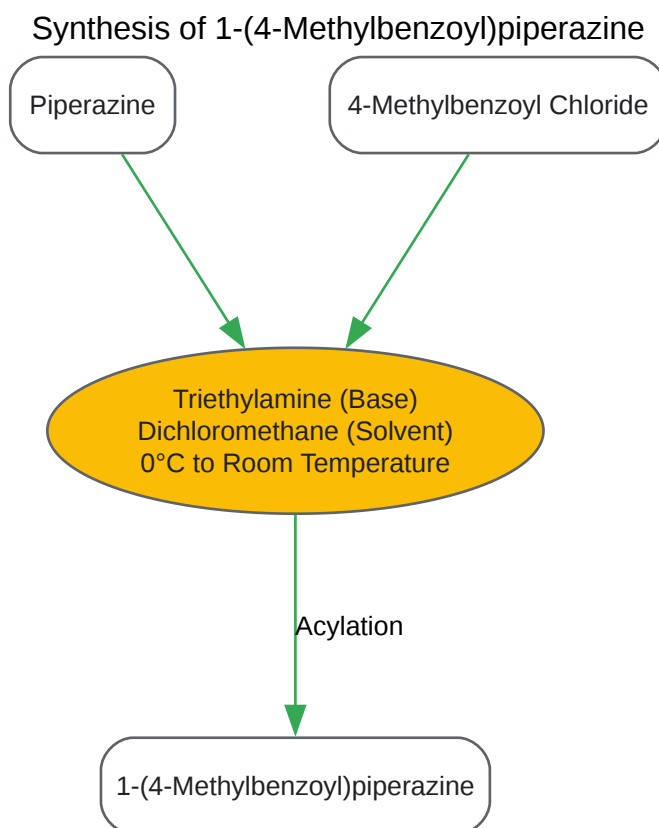 Synthesis of 1-(4-Methylbenzoyl)piperazine
Piperazine
4-Methylbenzoyl Chloride
Triethylamine (Base)
Dichloromethane (Solvent)
0°C to Room Temperature
Acylation
1-(4-Methylbenzoyl)piperazine